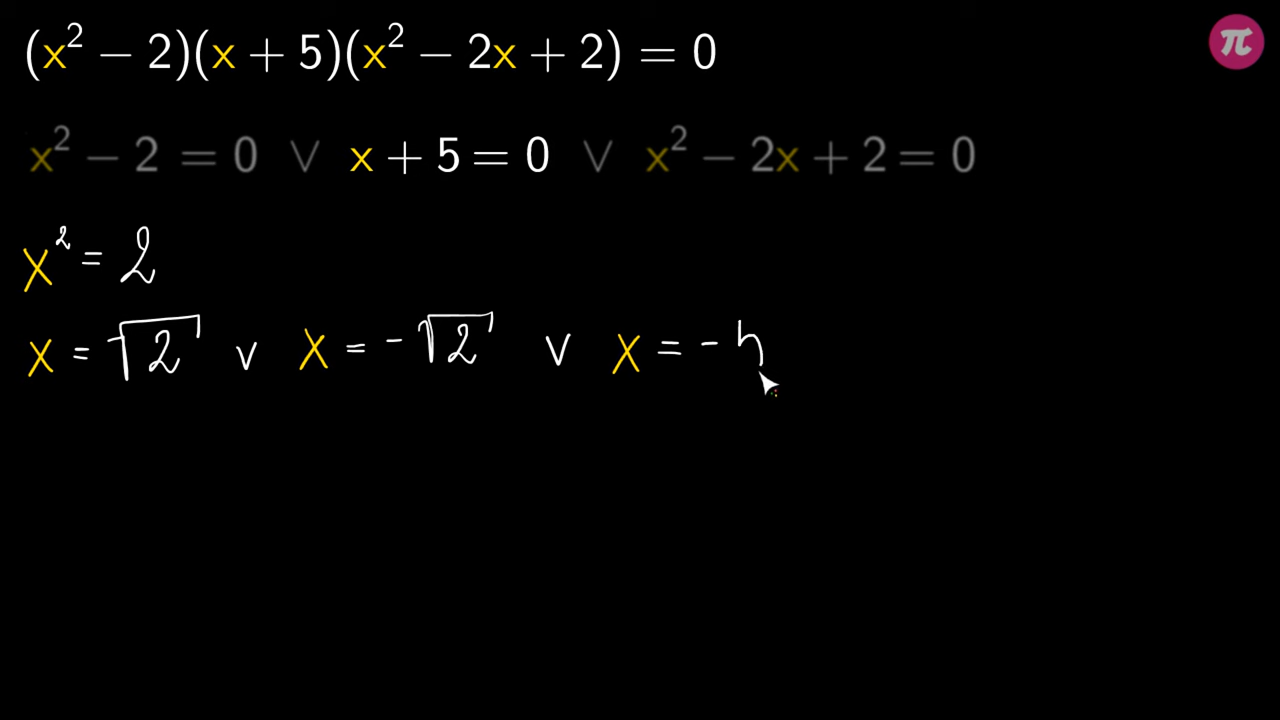 (x² − 2)(x + 5)(x² − 2x + 2) = 0
x² − 2 = 0 ∨ x + 5 = 0 ∨ x² − 2x + 2 = 0
x² = 2
x = √2 ∨ x = −√2 ∨ x = −
π